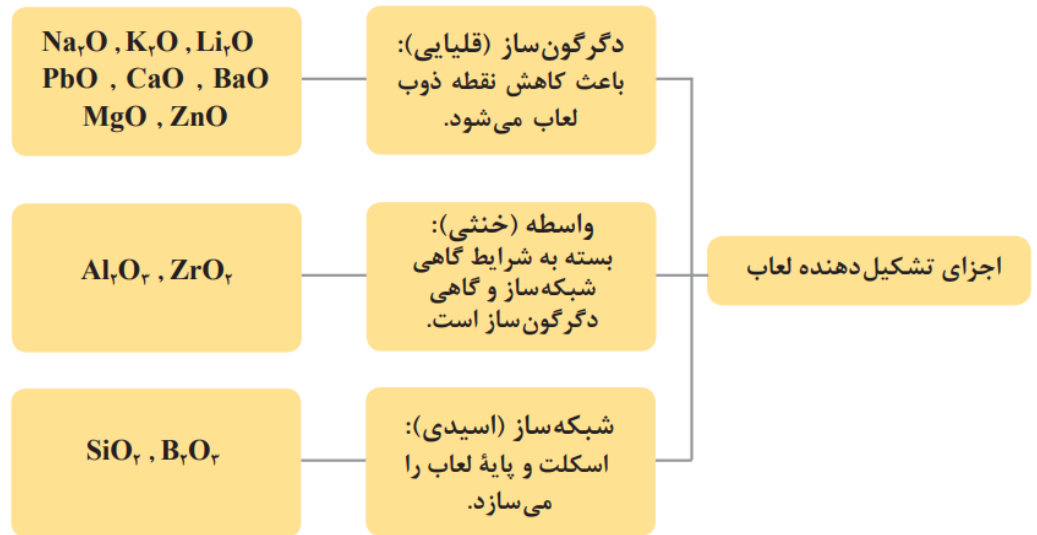 اجزای تشکیل‌دهنده لعاب
دگرگون‌ساز (قلیایی):
باعث کاهش نقطه ذوب
لعاب می‌شود.
Na₂O , K₂O , Li₂O
PbO , CaO , BaO
MgO , ZnO
واسطه (خنثی):
بسته به شرایط گاهی
شبکه‌ساز و گاهی
دگرگون‌ساز است.
Al₂O₃ , ZrO₂
شبکه‌ساز (اسیدی):
اسکلت و پایهٔ لعاب را
می‌سازد.
SiO₂ , B₂O₃